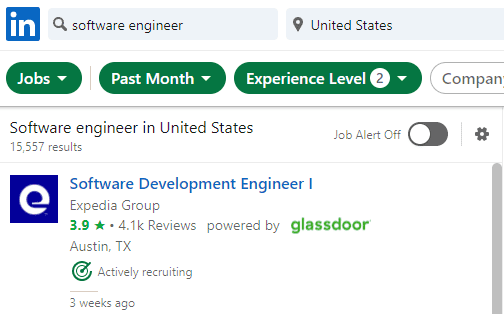 in
software engineer
United States
Jobs
Past Month
Experience Level 2
Company
Software engineer in United States
Job Alert Off
15,557 results
e
Software Development Engineer I
Expedia Group
3.9 ★ • 4.1k Reviews powered by glassdoor
Austin, TX
Actively recruiting
3 weeks ago